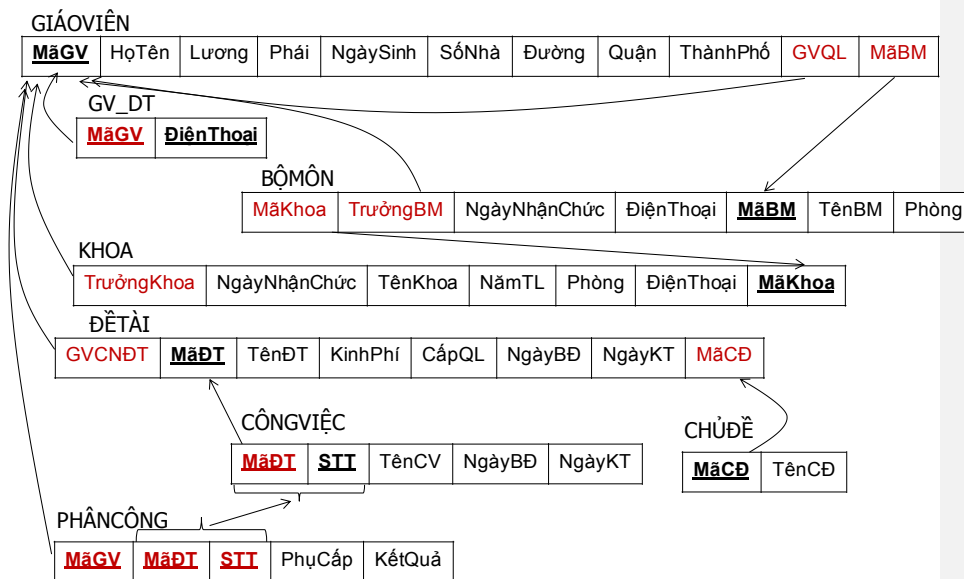 GIÁOVIÊN
MãGV HọTên Lương Phái NgàySinh SốNhà Đường Quận ThànhPhố GVQL MãBM
GV_DT
MãGV ĐiệnThoại
BỘMÔN
MãKhoa TrưởngBM NgàyNhậnChức ĐiệnThoại MãBM TênBM Phòng
KHOA
TrưởngKhoa NgàyNhậnChức TênKhoa NămTL Phòng ĐiệnThoại MãKhoa
ĐỀTÀI
GVCNĐT MãĐT TênĐT KinhPhí CấpQL NgàyBĐ NgàyKT MãCĐ
CÔNGVIỆC
MãĐT STT TênCV NgàyBĐ NgàyKT
CHỦĐỀ
MãCĐ TênCĐ
PHÂNCÔNG
MãGV MãĐT STT PhụCấp KếtQuả